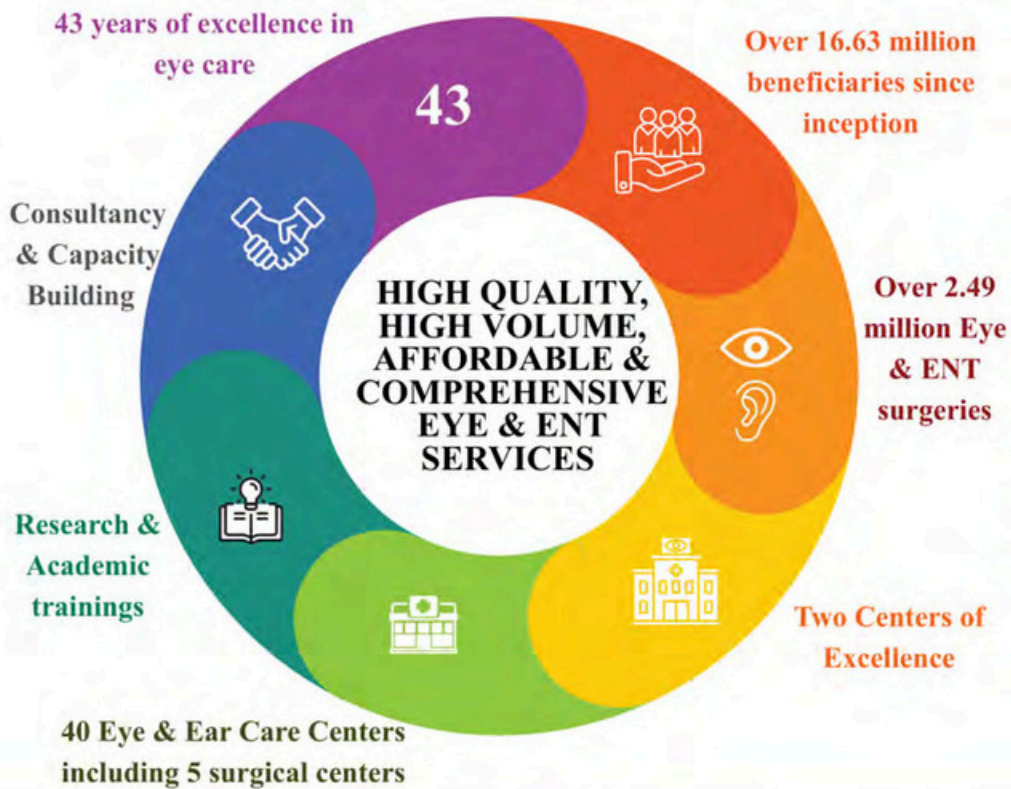 43 years of excellence in
eye care
43
Over 16.63 million
beneficiaries since
inception
Over 2.49
million Eye
& ENT
surgeries
Two Centers of
Excellence
40 Eye & Ear Care Centers
including 5 surgical centers
Research &
Academic
trainings
Consultancy
& Capacity
Building
HIGH QUALITY,
HIGH VOLUME,
AFFORDABLE &
COMPREHENSIVE
EYE & ENT
SERVICES